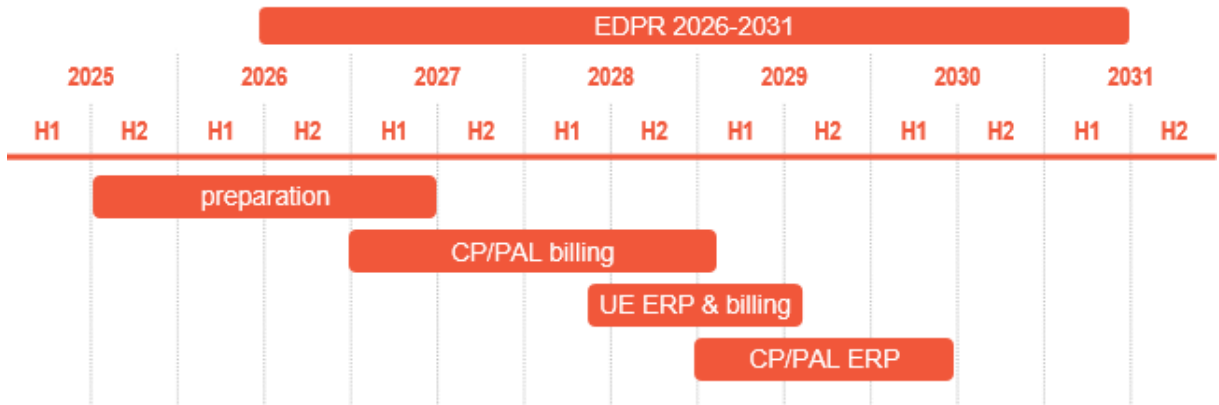 EDPR 2026-2031
2025 2026 2027 2028 2029 2030 2031
H1 H2 H1 H2 H1 H2 H1 H2 H1 H2 H1 H2 H1 H2
preparation
CP/PAL billing
UE ERP & billing
CP/PAL ERP